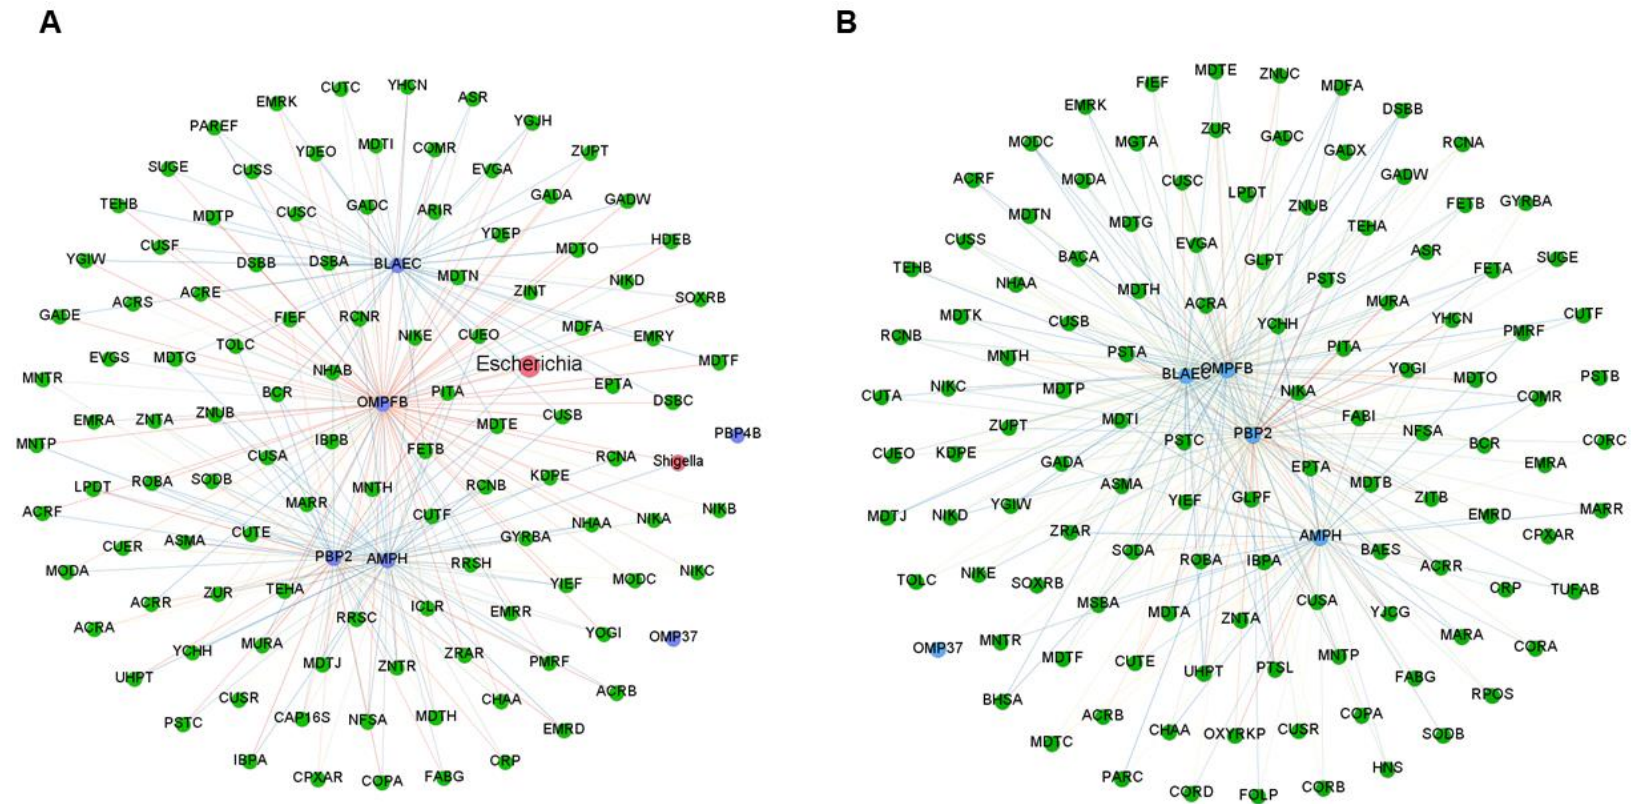 A
YHCN
CUTC
ASR
EMRK
YGJH
PAREF
MDTI
COMR
YDEO
ZUPT
SUGE
CUSS
EVGA
GADA
GADW
TEHB
GADC
ARIR
CUSC
MDTP
YDEP
HDEB
CUSF
MDTO
YGIW
DSBB
DSBA
BLAEC
MDTN
NIKD
ZINT
ACRE
SOXRB
ACRS
GADE
FIEF
RCNR
MDFA
NIKE
CUEO
EMRY
TOLC
EVGS
MDTG
Escherichia
MDTF
NHAB
MNTR
EPTA
BCR
PITA
OMPFB
DSBC
ZNUB
CUSB
EMRA
ZNTA
MDTE
PBP4B
MNTP
IBPB
FETB
CUSA
RCNA
Shigella
KDPE
LPDT
ROBA
SODB
MNTH
RCNB
MARR
NIKB
ACRF
CUTF
NIKA
NHAA
CUTE
GYRBA
ASMA
CUER
PBP2
AMPH
RRSH
MODA
NIKC
MODC
YIEF
TEHA
ZUR
ACRR
ICLR
EMRR
RRSC
ACRA
YOGI
OMP37
MURA
YCHH
ZRAR
PMRF
MDTJ
ZNTR
UHPT
ACRB
CUSR
CHAA
CAP16S
NFSA
MDTH
PSTC
EMRD
IBPA
CRP
CPXAR
COPA
FABG
B
MDTE
ZNUC
FIEF
MDFA
EMRK
DSBB
ZUR
GADC
MODC
MGTA
RCNA
GADX
GADW
ACRF
MODA
CUSC
LPDT
ZNUB
FETB
GYRBA
MDTN
MDTG
TEHA
CUSS
EVGA
ASR
BACA
GLPT
SUGE
TEHB
FETA
PSTS
NHAA
MDTH
ACRA
MURA
MDTK
CUSB
YCHH
YHCN
CUTF
PMRF
RCNB
PITA
PSTA
MNTH
BLAEC
OMPFB
YOGI
MDTO
PSTB
NIKC
MDTP
NIKA
CUTA
COMR
MDTI
FABI
ZUPT
PBP2
NFSA
PSTC
BCR
CORC
CUEO
KDPE
GADA
EPTA
EMRA
ASMA
MDTB
YIEF
GLPF
ZITB
YGIW
MARR
MDTJ
NIKD
EMRD
ZRAR
AMPH
CPXAR
SODA
BAES
ROBA
IBPA
ACRR
TOLC
NIKE
SOXRB
CRP
TUFAB
MSBA
CUSA
MDTA
ZNTA
YJCG
MNTR
MARA
OMP37
CORA
MDTF
CUTE
MNTP
UHPT
PTSL
FABG
RPOS
BHSA
ACRB
COPA
CHAA
OXYRKP
CUSR
SODB
MDTC
HNS
PARC
CORD
FOLP
CORB